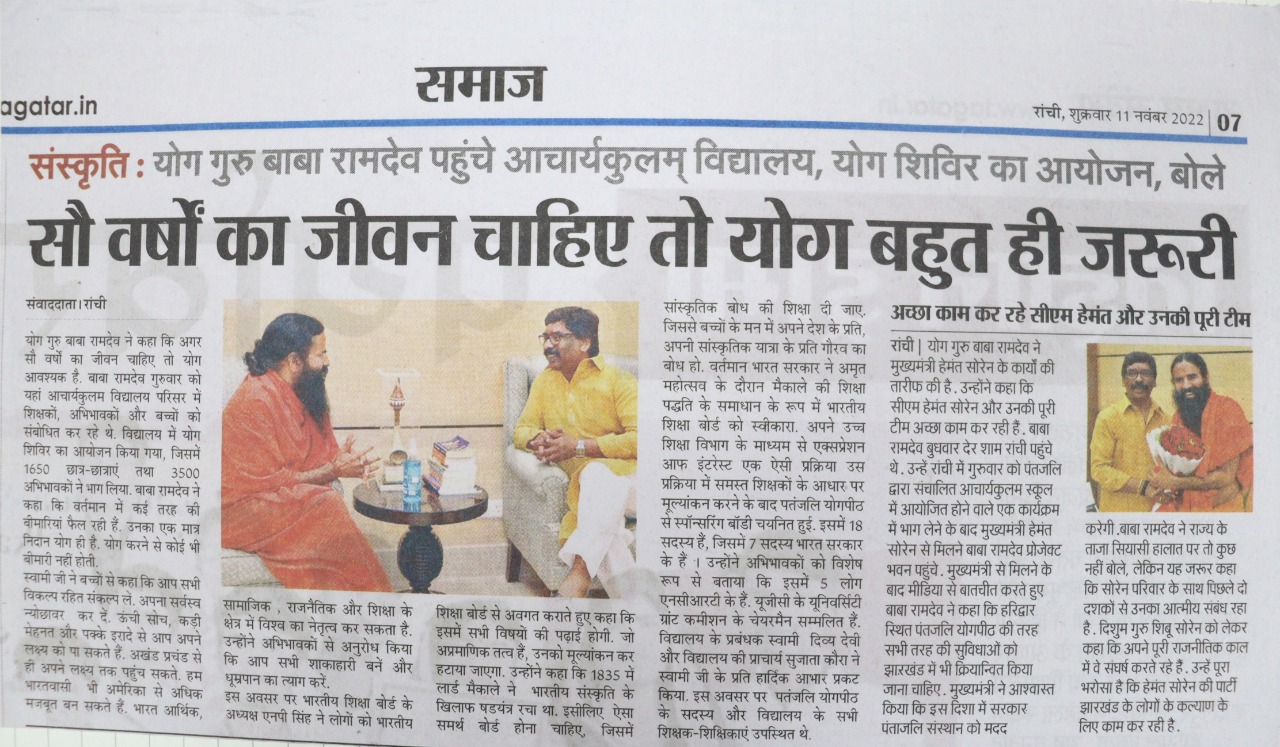 agatar.in
समाज
रांची, शुक्रवार 11 नवंबर 2022 | 07
संस्कृति : योग गुरु बाबा रामदेव पहुंचे आचार्यकुलम् विद्यालय, योग शिविर का आयोजन, बोले
सौ वर्षों का जीवन चाहिए तो योग बहुत ही जरूरी
संवाददाता। रांची
योग गुरु बाबा रामदेव ने कहा कि अगर
सौ वर्षों का जीवन चाहिए तो योग
आवश्यक है. बाबा रामदेव गुरुवार को
यहां आचार्यकुलम विद्यालय परिसर में
शिक्षकों, अभिभावकों और बच्चों को
संबोधित कर रहे थे. विद्यालय में योग
शिविर का आयोजन किया गया, जिसमें
1650 छात्र-छात्राएं तथा 3500
अभिभावकों ने भाग लिया. बाबा रामदेव ने
कहा कि वर्तमान में कई तरह की
बीमारियां फैल रही हैं. उनका एक मात्र
निदान योग ही है. योग करने से कोई भी
बीमारी नहीं होती.
स्वामी जी ने बच्चों से कहा कि आप सभी
विकल्प रहित संकल्प लें. अपना सर्वस्व
न्योछावर कर दें. ऊंची सोच, कड़ी
मेहनत और पक्के इरादे से आप अपने
लक्ष्य को पा सकते हैं. अखंड प्रचंड से
ही अपने लक्ष्य तक पहुंच सकते. हम
भारतवासी भी अमेरिका से अधिक
मजबूत बन सकते हैं. भारत आर्थिक,
सामाजिक , राजनैतिक और शिक्षा के
क्षेत्र में विश्व का नेतृत्व कर सकता है.
उन्होंने अभिभावकों से अनुरोध किया
कि आप सभी शाकाहारी बनें और
धूम्रपान का त्याग करें.
इस अवसर पर भारतीय शिक्षा बोर्ड के
अध्यक्ष एनपी सिंह ने लोगों को भारतीय
शिक्षा बोर्ड से अवगत कराते हुए कहा कि
इसमें सभी विषयों की पढ़ाई होगी. जो
अप्रमाणिक तत्व हैं, उनको मूल्यांकन कर
हटाया जाएगा. उन्होंने कहा कि 1835 में
लार्ड मैकाले ने भारतीय संस्कृति के
खिलाफ षडयंत्र रचा था. इसीलिए ऐसा
समर्थ बोर्ड होना चाहिए, जिसमें
सांस्कृतिक बोध की शिक्षा दी जाए.
जिससे बच्चों के मन में अपने देश के प्रति,
अपनी सांस्कृतिक यात्रा के प्रति गौरव का
बोध हो. वर्तमान भारत सरकार ने अमृत
महोत्सव के दौरान मैकाले की शिक्षा
पद्धति के समाधान के रूप में भारतीय
शिक्षा बोर्ड को स्वीकारा. अपने उच्च
शिक्षा विभाग के माध्यम से एक्सप्रेशन
आफ इंटरेस्ट एक ऐसी प्रक्रिया उस
प्रक्रिया में समस्त शिक्षकों के आधार पर
मूल्यांकन करने के बाद पतंजलि योगपीठ
से स्पॉन्सरिंग बॉडी चयनित हुई. इसमें 18
सदस्य हैं, जिसमें 7 सदस्य भारत सरकार
के हैं । उन्होंने अभिभावकों को विशेष
रूप से बताया कि इसमें 5 लोग
एनसीआरटी के हैं. यूजीसी के यूनिवर्सिटी
ग्रांट कमीशन के चेयरमैन सम्मलित हैं.
विद्यालय के प्रबंधक स्वामी दिव्य देवी
और विद्यालय की प्राचार्य सुजाता कौरा ने
स्वामी जी के प्रति हार्दिक आभार प्रकट
किया. इस अवसर पर पतंजलि योगपीठ
के सदस्य और विद्यालय के सभी
शिक्षक-शिक्षिकाएं उपस्थित थे.
अच्छा काम कर रहे सीएम हेमंत और उनकी पूरी टीम
रांची | योग गुरु बाबा रामदेव ने
मुख्यमंत्री हेमंत सोरेन के कार्यों की
तारीफ की है . उन्होंने कहा कि
सीएम हेमंत सोरेन और उनकी पूरी
टीम अच्छा काम कर रही हैं . बाबा
रामदेव बुधवार देर शाम रांची पहुंचे
थे . उन्हें रांची में गुरुवार को पंतजलि
द्वारा संचालित आचार्यकुलम स्कूल
में आयोजित होने वाले एक कार्यक्रम
में भाग लेने के बाद मुख्यमंत्री हेमंत
सोरेन से मिलने बाबा रामदेव प्रोजेक्ट
भवन पहुंचे . मुख्यमंत्री से मिलने के
बाद मीडिया से बातचीत करते हुए
बाबा रामदेव ने कहा कि हरिद्वार
स्थित पंतजलि योगपीठ की तरह
सभी तरह की सुविधाओं को
झारखंड में भी क्रियान्वित किया
जाना चाहिए . मुख्यमंत्री ने आश्वास्त
किया कि इस दिशा में सरकार
पंताजलि संस्थान को मदद
करेगी .बाबा रामदेव ने राज्य के
ताजा सियासी हालात पर तो कुछ
नहीं बोले, लेकिन यह जरूर कहा
कि सोरेन परिवार के साथ पिछले दो
दशकों से उनका आत्मीय संबंध रहा
है . दिशुम गुरु शिबू सोरेन को लेकर
कहा कि अपने पूरी राजनीतिक काल
में वे संघर्ष करते रहे हैं . उन्हें पूरा
भरोसा है कि हेमंत सोरेन की पार्टी
झारखंड के लोगों के कल्याण के
लिए काम कर रही है .